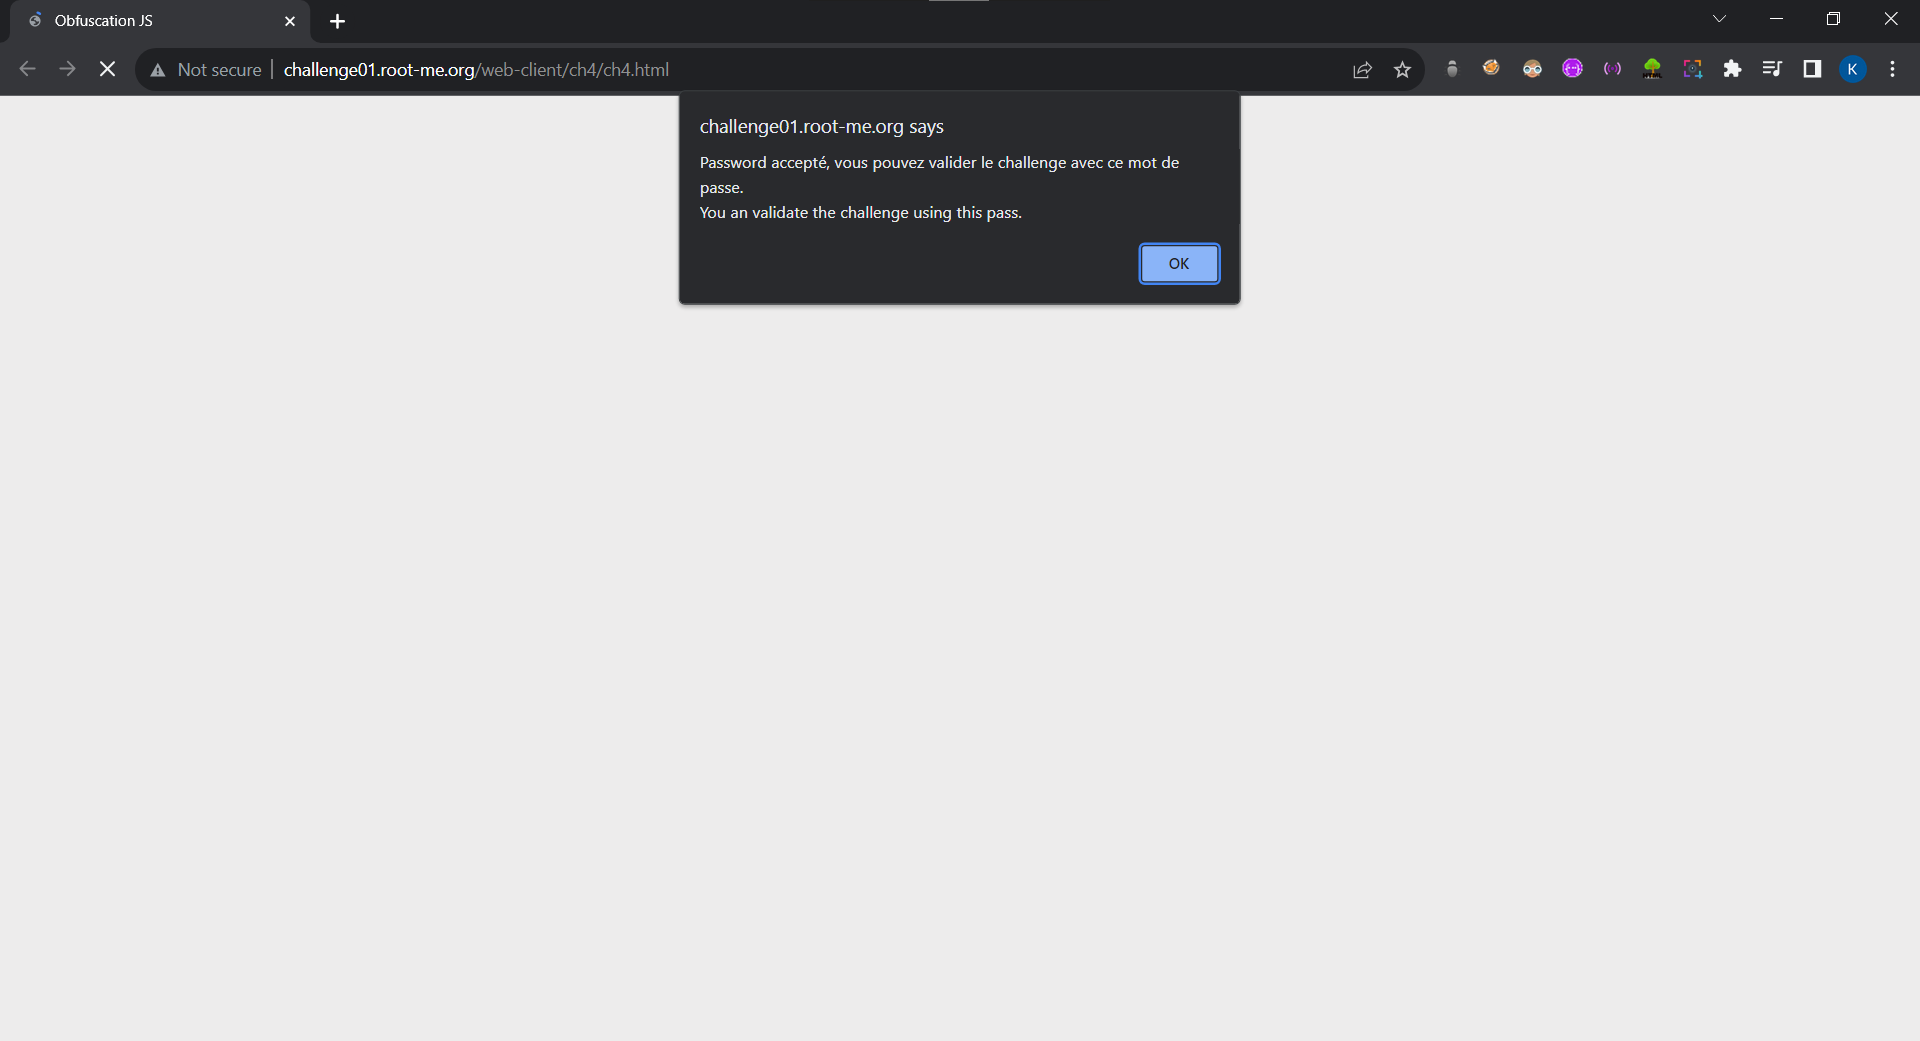 Obfuscation JS
Not secure challenge01.root-me.org/web-client/ch4/ch4.html
K
challenge01.root-me.org says
Password accepté, vous pouvez valider le challenge avec ce mot de
passe.
You an validate the challenge using this pass.
OK